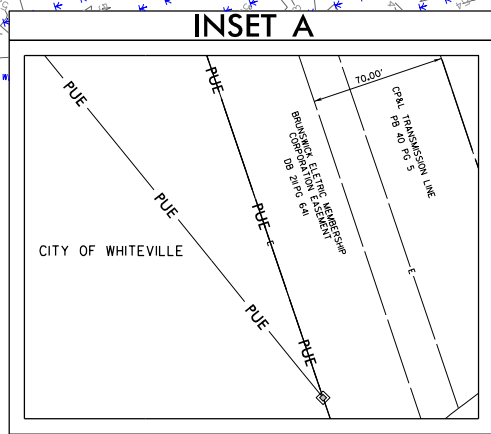 INSET A
70.00'
PUE
PUE
CP&L TRANSMISSION LINE
PB 40 PG 5
BRUNSWICK ELETRIC MEMBERSHIP
CORPORATION EASEMENT
DB 211 PG 641
PUE
PUE
E
CITY OF WHITEVILLE
E
PUE
PUE